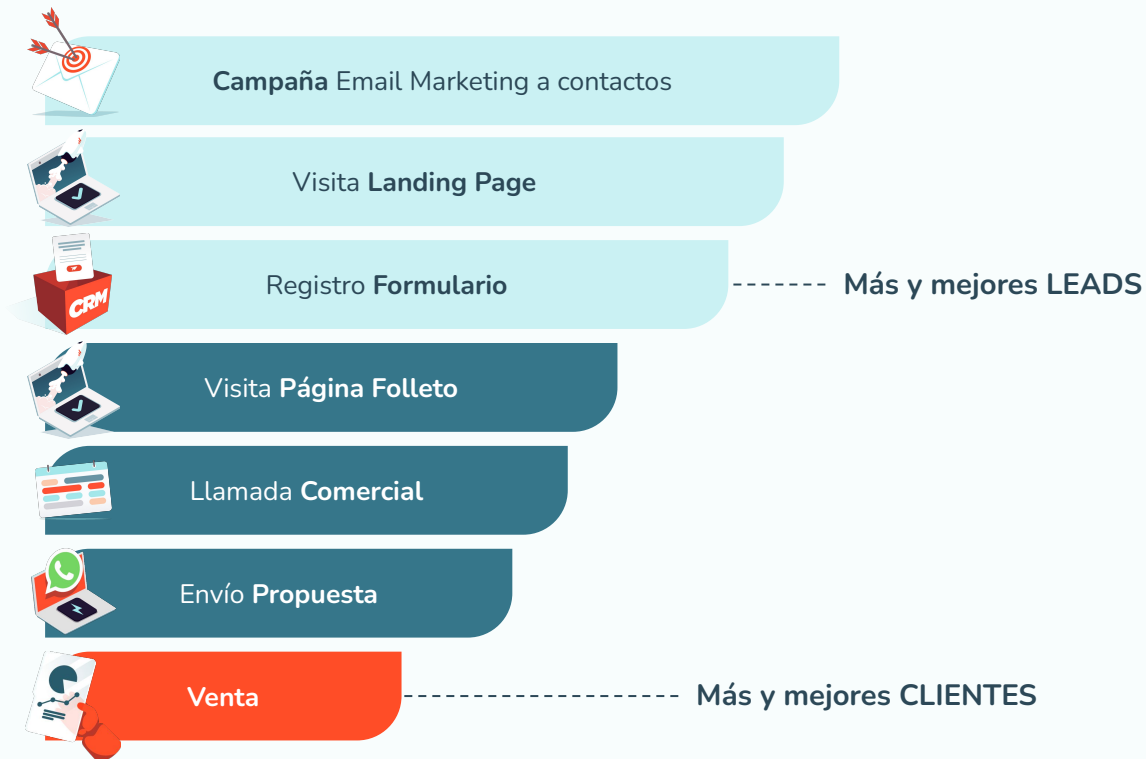 Campaña Email Marketing a contactos
Visita Landing Page
CRM
Registro Formulario
Más y mejores LEADS
Visita Página Folleto
Llamada Comercial
Envío Propuesta
Venta
Más y mejores CLIENTES